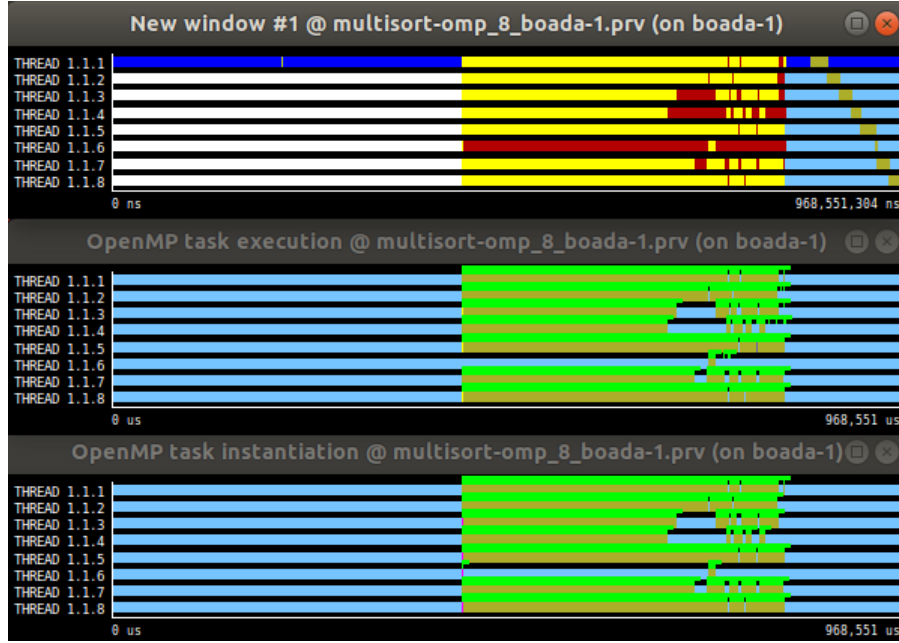 New window #1 @ multisort-omp_8_boada-1.prv (on boada-1)
THREAD 1.1.1
THREAD 1.1.2
THREAD 1.1.3
THREAD 1.1.4
THREAD 1.1.5
THREAD 1.1.6
THREAD 1.1.7
THREAD 1.1.8
0 ns 968,551,304 ns
OpenMP task execution @ multisort-omp_8_boada-1.prv (on boada-1)
THREAD 1.1.1
THREAD 1.1.2
THREAD 1.1.3
THREAD 1.1.4
THREAD 1.1.5
THREAD 1.1.6
THREAD 1.1.7
THREAD 1.1.8
0 us 968,551 us
OpenMP task instantiation @ multisort-omp_8_boada-1.prv (on boada-1)
THREAD 1.1.1
THREAD 1.1.2
THREAD 1.1.3
THREAD 1.1.4
THREAD 1.1.5
THREAD 1.1.6
THREAD 1.1.7
THREAD 1.1.8
0 us 968,551 us